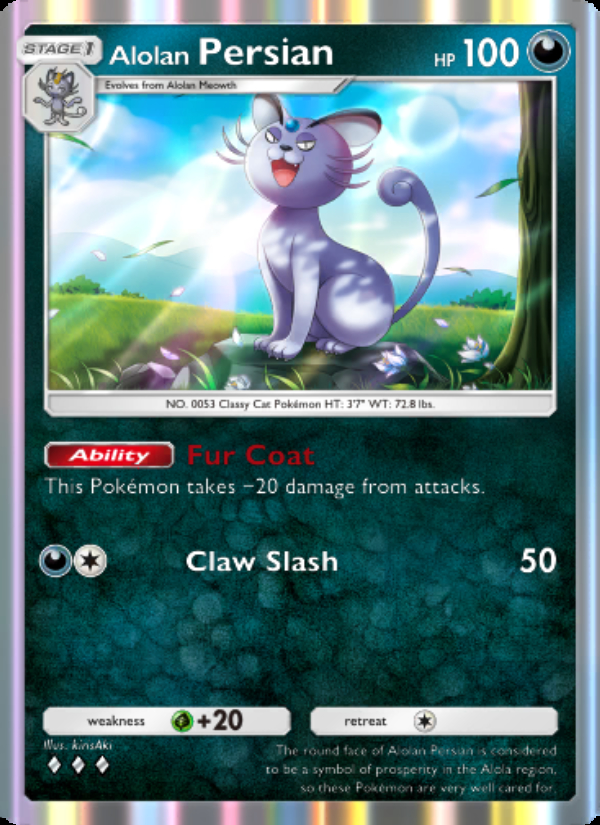 STAGE 1
Alolan Persian
HP 100
Evolves from Alolan Meowth
NO. 0053 Classy Cat Pokémon HT: 3'7" WT: 72.8 lbs.
Ability Fur Coat
This Pokémon takes −20 damage from attacks.
Claw Slash 50
weakness +20 retreat
Illus. kinsAki
The round face of Alolan Persian is considered
to be a symbol of prosperity in the Alola region,
so these Pokémon are very well cared for.